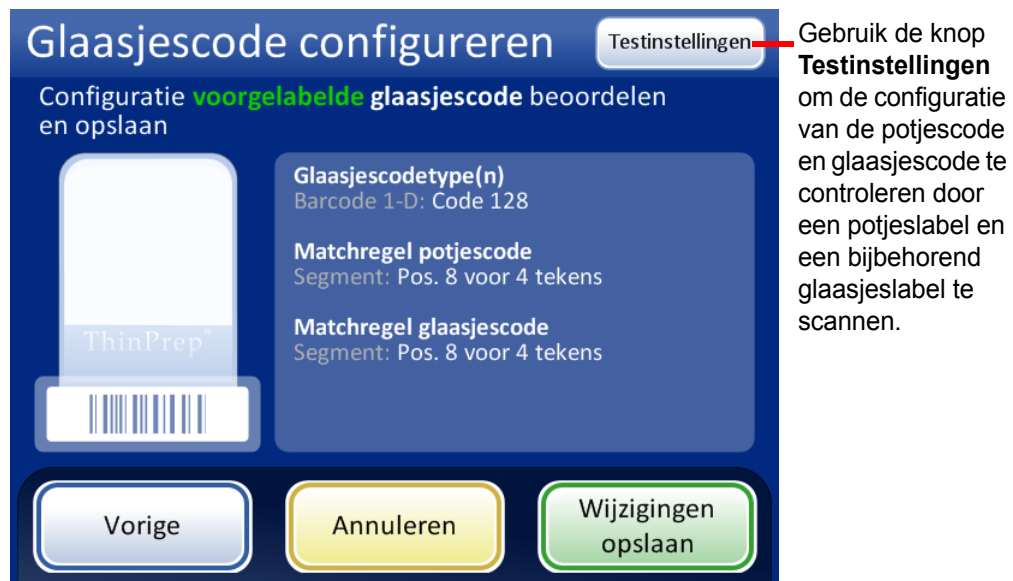 Glaasjescode configureren
Testinstellingen
Configuratie voorgelabelde glaasjescode beoordelen
en opslaan
Glaasjescodetype(n)
Barcode 1-D: Code 128
Matchregel potjescode
Segment: Pos. 8 voor 4 tekens
Matchregel glaasjescode
Segment: Pos. 8 voor 4 tekens
ThinPrep®
Vorige
Annuleren
Wijzigingen
opslaan
Gebruik de knop
Testinstellingen
om de configuratie
van de potjescode
en glaasjescode te
controleren door
een potjeslabel en
een bijbehorend
glaasjeslabel te
scannen.